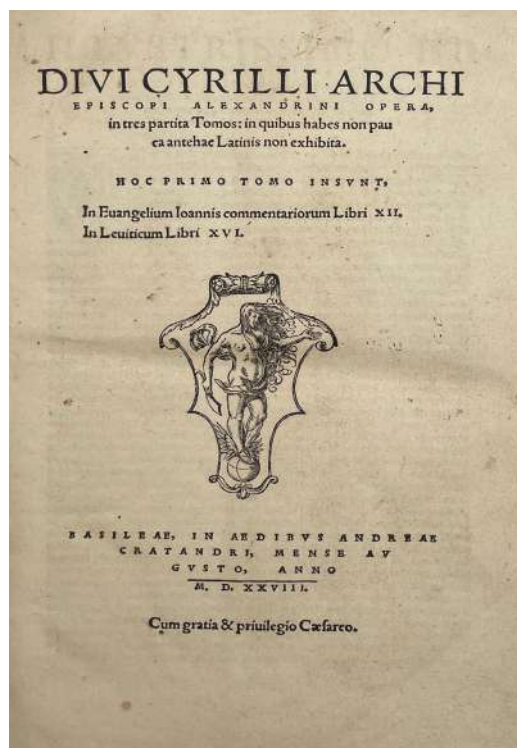 DIVI CYRILLI ARCHI
EPISCOPI ALEXANDRINI OPERA,
in tres partita Tomos: in quibus habes non pau
ca antehac Latinis non exhibita.
HOC PRIMO TOMO INSVNT,
In Euangelium Ioannis commentariorum Libri XII.
In Leuiticum Libri XVI.
BASILEAE, IN AEDIBVS ANDREAE
CRATANDRI, MENSE AV
GVSTO, ANNO
M. D. XXVIII.
Cum gratia & priuilegio Cæsareo.